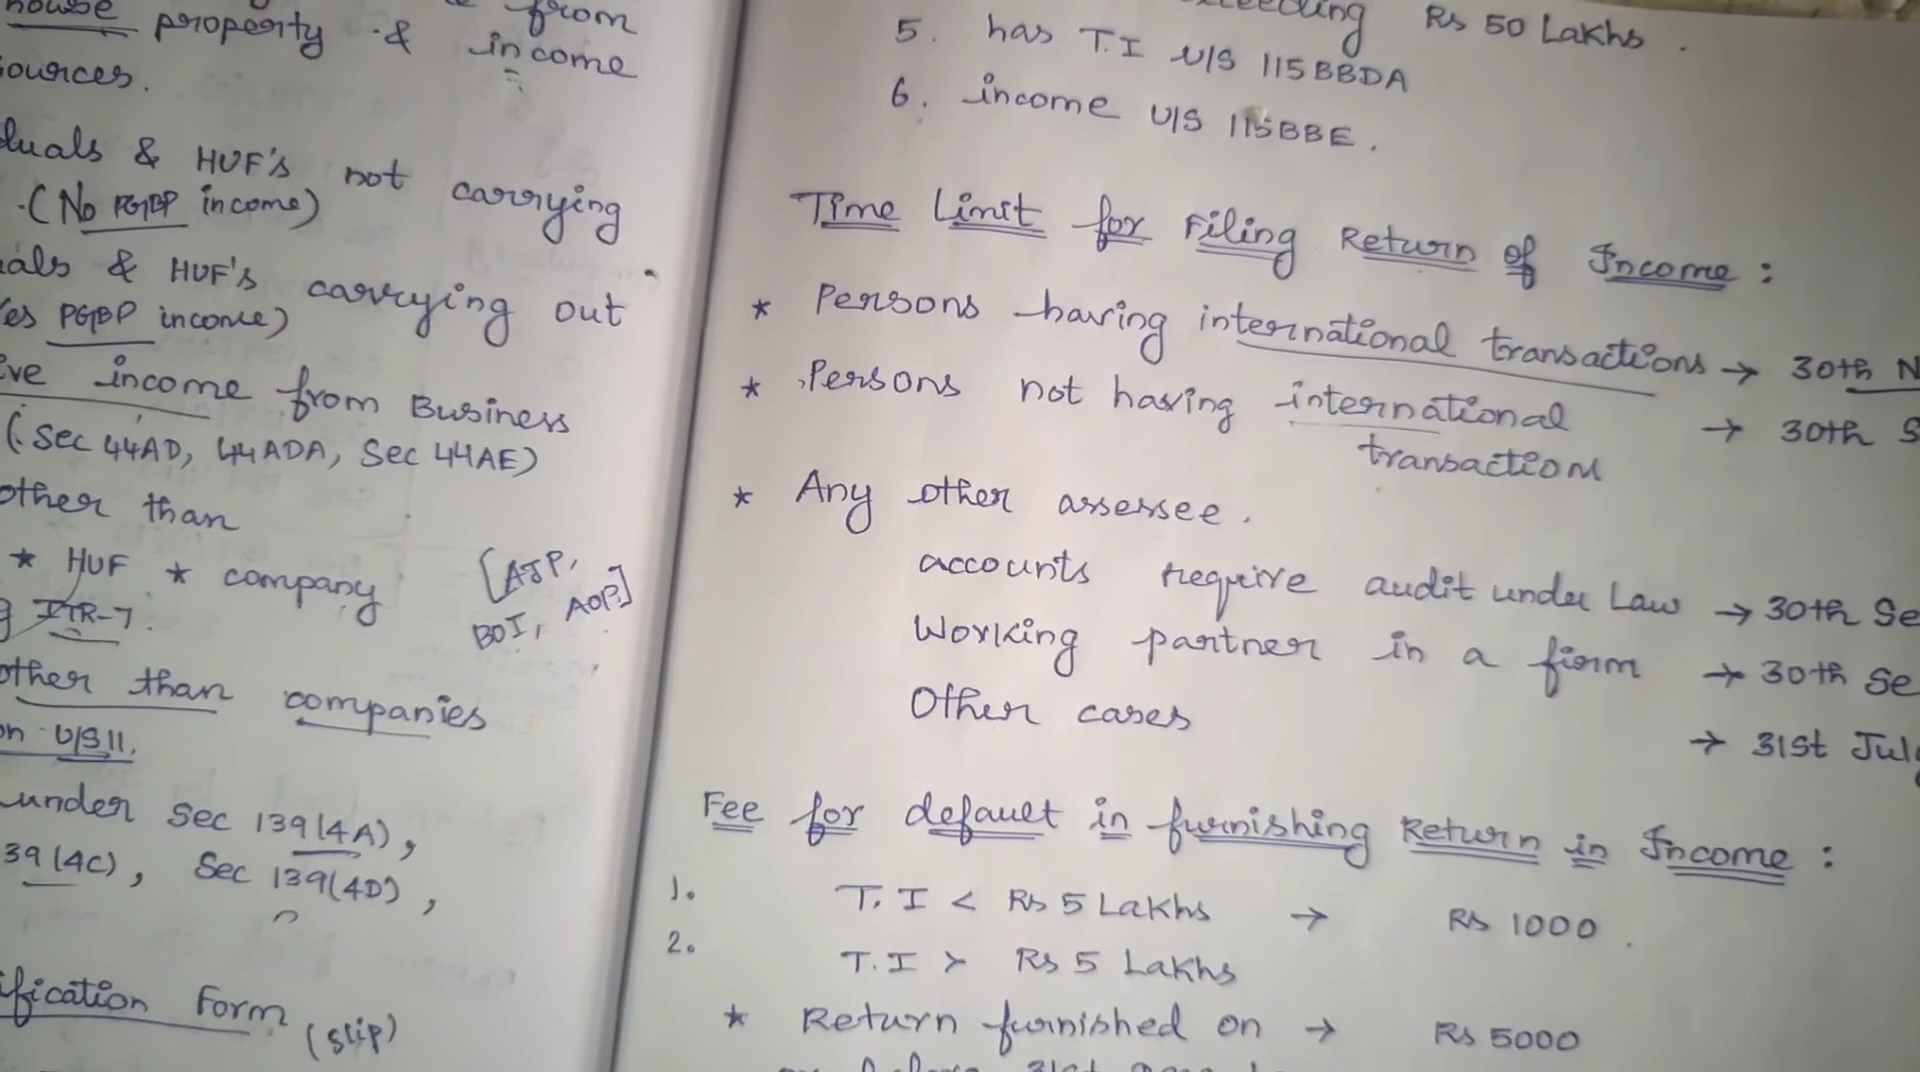 house property & income from
sources.
duals & HUF's not carrying
(No PGBP income)
als & HUF's carrying out
es PGBP income)
ive income from Business
(Sec 44AD, 44ADA, Sec 44AE)
other than
* HUF * company [AJP,
BOI, AOP.]
ITR-7.
other than companies
on U/S 11.
under Sec 139(4A),
39(4C), Sec 139(4D),
ification Form (slip)
Rs 50 Lakhs.
5. has T.I U/S 115BBDA
6. income U/S 115BBE.
Time Limit for Filing Return of Income :
* Persons having international transactions → 30th N
* Persons not having international → 30th S
transaction
* Any other assessee.
accounts require audit under Law → 30th Se
Working partner in a firm → 30th Se
Other cases → 31st July
Fee for default in furnishing Return in Income :
1. T.I < Rs 5 Lakhs → Rs 1000.
2. T.I > Rs 5 Lakhs
* Return furnished on → Rs 5000